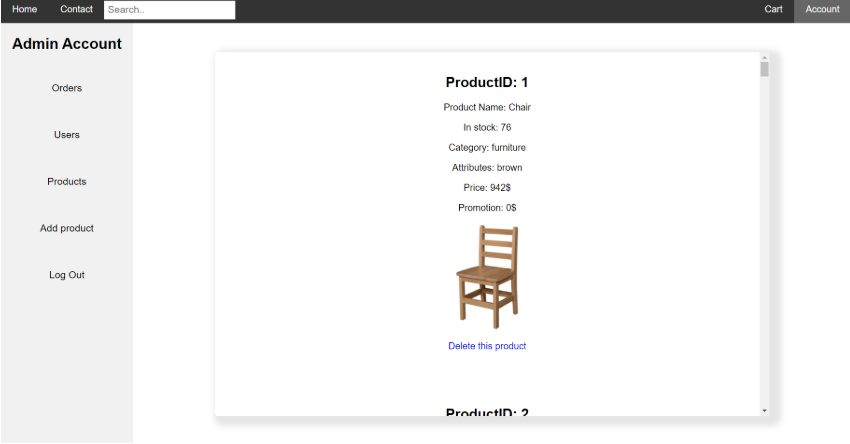 Home Contact Search.. Cart Account
Admin Account
Orders
Users
Products
Add product
Log Out
ProductID: 1
Product Name: Chair
In stock: 76
Category: furniture
Attributes: brown
Price: 942$
Promotion: 0$
Delete this product
ProductID: 2